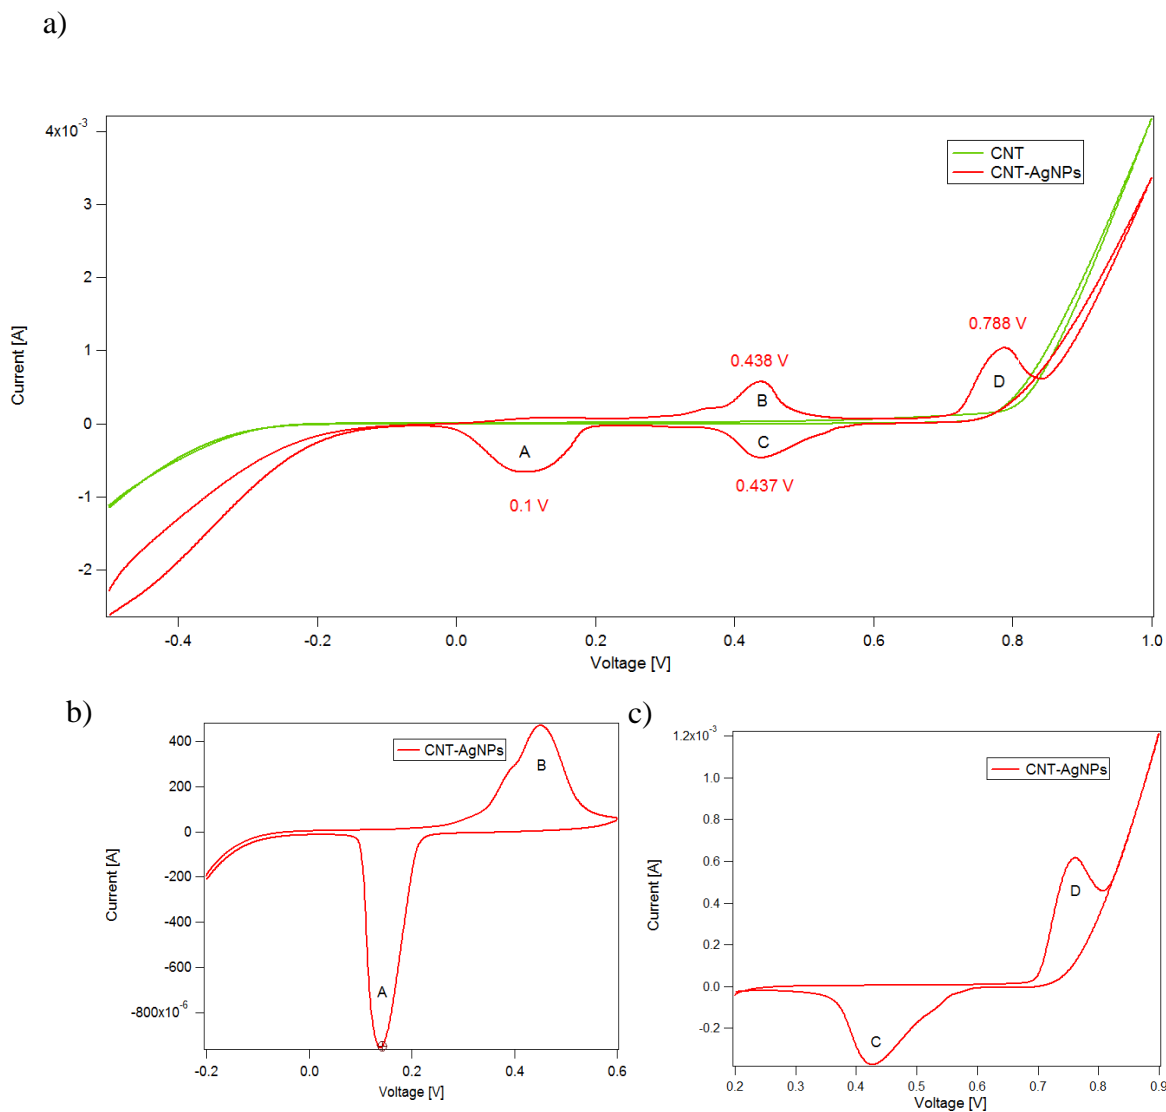 a)
4x10-3
3
2
1
0
-1
-2
Current [A]
CNT
CNT-AgNPs
0.788 V
0.438 V
D
B
A
C
0.437 V
0.1 V
-0.4
-0.2
0.0
0.2
0.4
0.6
0.8
1.0
Voltage [V]
b)
400
200
0
-200
-400
-600
-800x10-6
Current [A]
CNT-AgNPs
B
A
-0.2
0.0
0.2
0.4
0.6
Voltage [V]
c)
1.2x10-3
1.0
0.8
0.6
0.4
0.2
0.0
-0.2
Current [A]
CNT-AgNPs
D
C
0.2
0.3
0.4
0.5
0.6
0.7
0.8
0.9
Voltage [V]